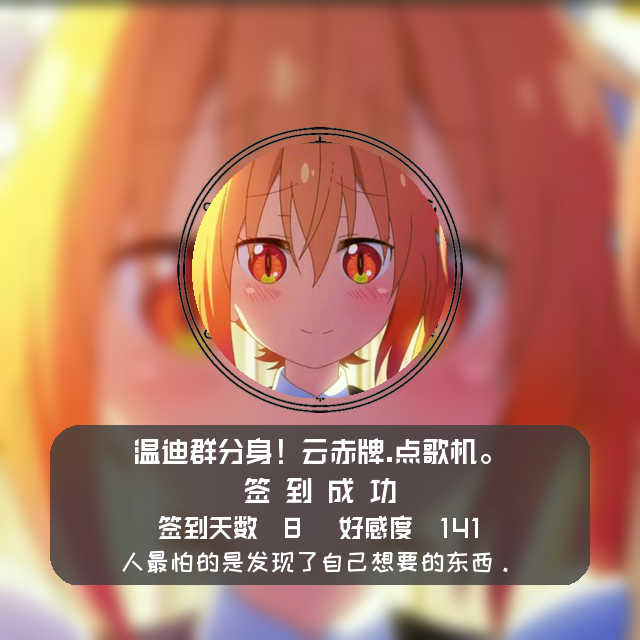 温迪群分身！云赤牌.点歌机。
签到成功
签到天数 8 好感度 141
人最怕的是发现了自己想要的东西．